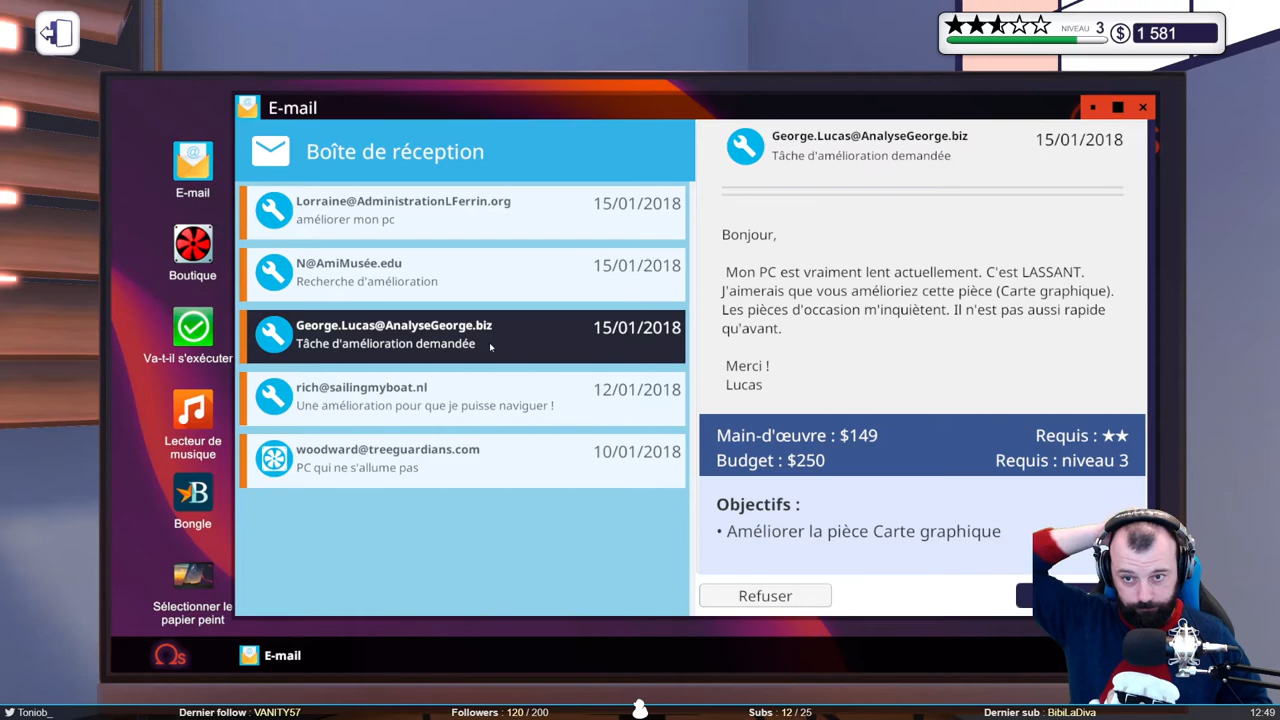 NIVEAU 3
$ 1 581
E-mail
Boîte de réception
Lorraine@AdministrationLFerrin.org
15/01/2018
améliorer mon pc
N@AmiMusée.edu
15/01/2018
Recherche d'amélioration
George.Lucas@AnalyseGeorge.biz
15/01/2018
Tâche d'amélioration demandée
rich@sailingmyboat.nl
12/01/2018
Une amélioration pour que je puisse naviguer !
woodward@treeguardians.com
10/01/2018
PC qui ne s'allume pas
George.Lucas@AnalyseGeorge.biz
15/01/2018
Tâche d'amélioration demandée
Bonjour,
Mon PC est vraiment lent actuellement. C'est LASSANT.
J'aimerais que vous amélioriez cette pièce (Carte graphique).
Les pièces d'occasion m'inquiètent. Il n'est pas aussi rapide
qu'avant.
Merci !
Lucas
Main-d'œuvre : $149
Requis : ★★
Budget : $250
Requis : niveau 3
Objectifs :
• Améliorer la pièce Carte graphique
Refuser
E-mail
Boutique
Va-t-il s'exécuter
Lecteur de
musique
B
Bongle
Sélectionner le
papier peint
Ωs
E-mail
Toniob_
Dernier follow : VANITY57
Followers : 120 / 200
Subs : 12 / 25
Dernier sub : BibiLaDiva
12:49